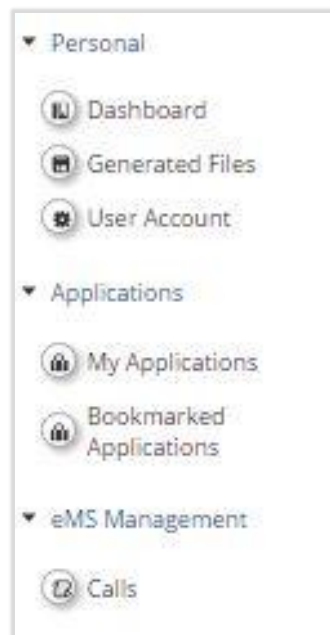 Personal
Dashboard
Generated Files
User Account
Applications
My Applications
Bookmarked
Applications
eMS Management
Calls